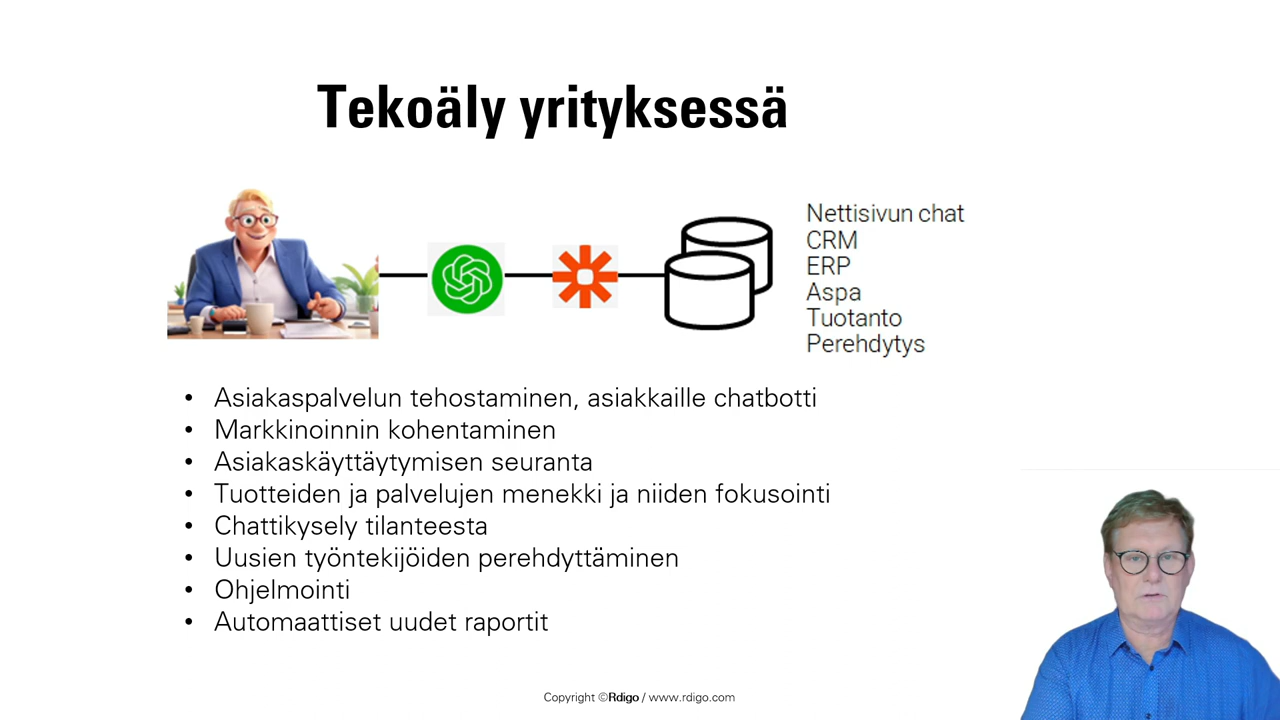 Tekoäly yrityksessä
Nettisivun chat
CRM
ERP
Aspa
Tuotanto
Perehdytys
• Asiakaspalvelun tehostaminen, asiakkaille chatbotti
• Markkinoinnin kohentaminen
• Asiakaskäyttäytymisen seuranta
• Tuotteiden ja palvelujen menekki ja niiden fokusointi
• Chattikysely tilanteesta
• Uusien työntekijöiden perehdyttäminen
• Ohjelmointi
• Automaattiset uudet raportit
Copyright ©Rdigo / www.rdigo.com